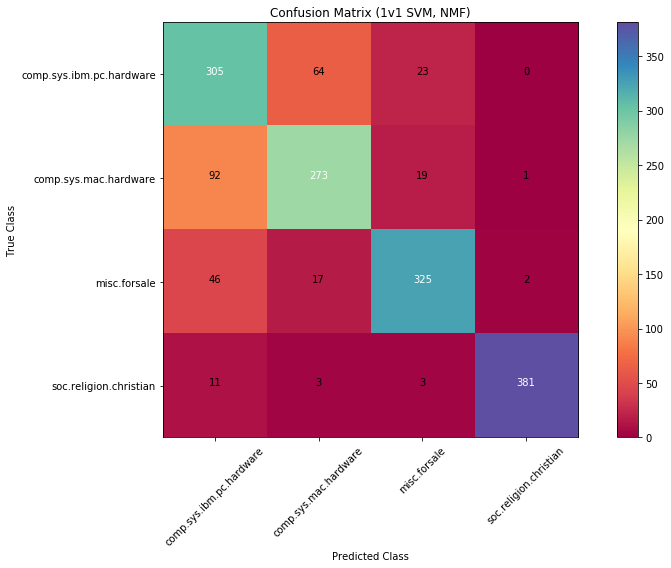 Confusion Matrix (1v1 SVM, NMF)
True Class
comp.sys.ibm.pc.hardware
305 64 23 0
comp.sys.mac.hardware
92 273 19 1
misc.forsale
46 17 325 2
soc.religion.christian
11 3 3 381
comp.sys.ibm.pc.hardware
comp.sys.mac.hardware
misc.forsale
soc.religion.christian
Predicted Class
350
300
250
200
150
100
50
0